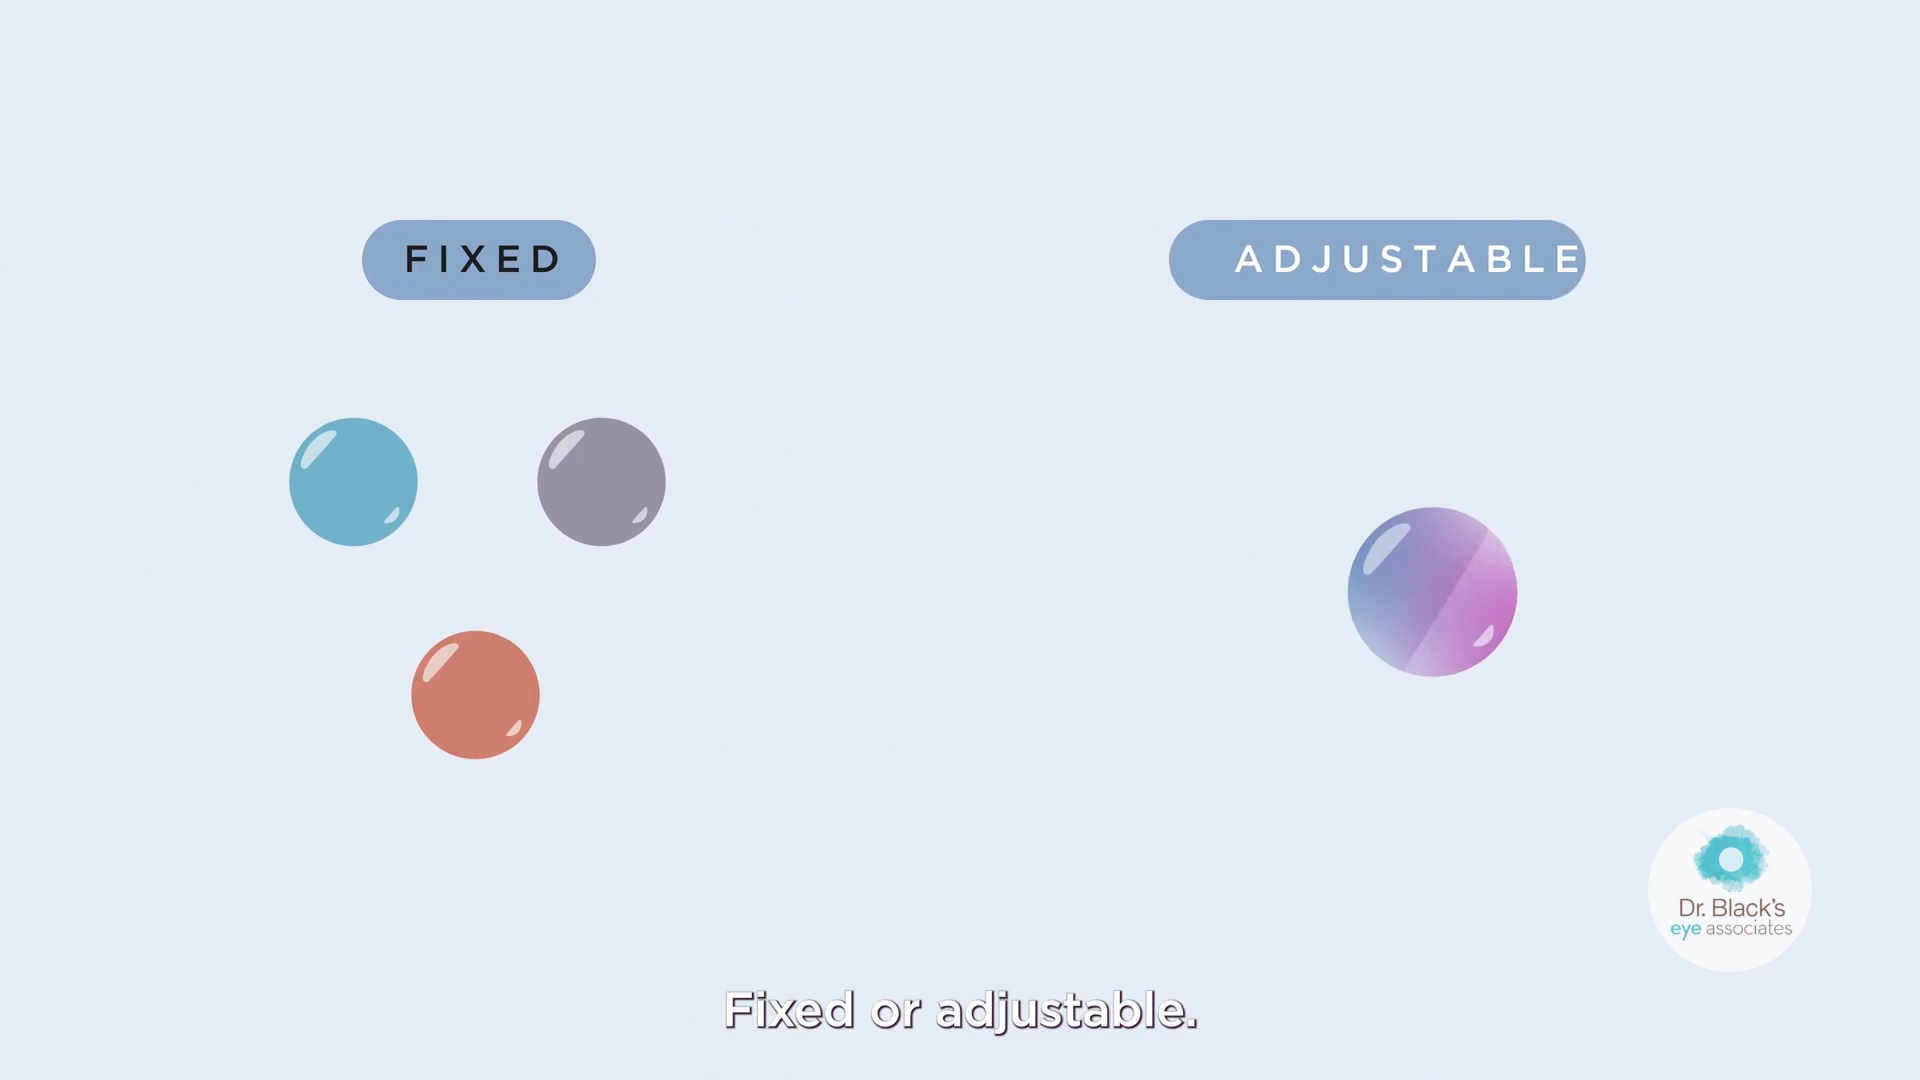 FIXED
ADJUSTABLE
Dr. Black's
eye associates
Fixed or adjustable.